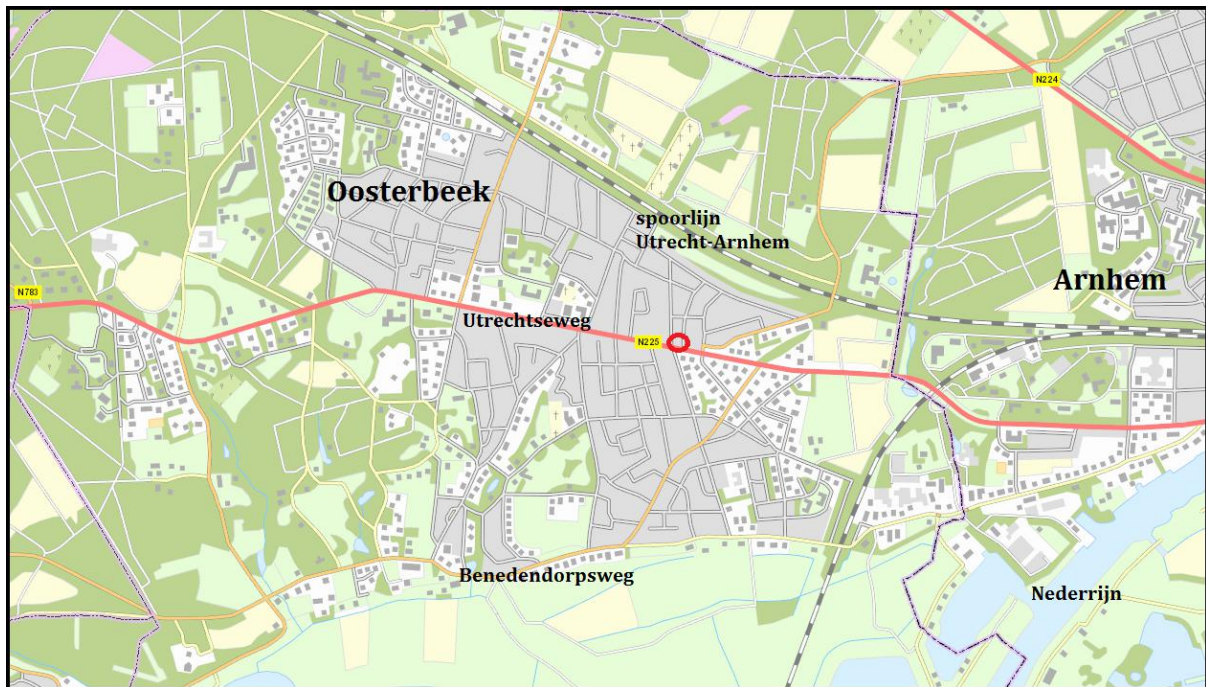 N224
Oosterbeek
spoorlijn
Utrecht-Arnhem
Arnhem
N783
Utrechtseweg
N225
Benedendorpsweg
Nederrijn